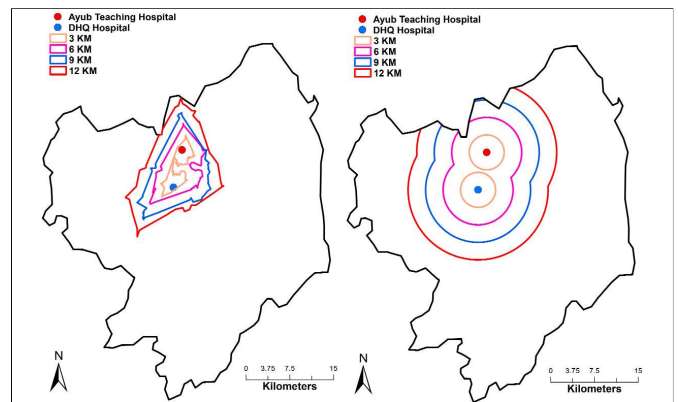 Ayub Teaching Hospital
DHQ Hospital
3 KM
6 KM
9 KM
12 KM
N
0 3.75 7.5 15
Kilometers
Ayub Teaching Hospital
DHQ Hospital
3 KM
6 KM
9 KM
12 KM
N
0 3.75 7.5 15
Kilometers